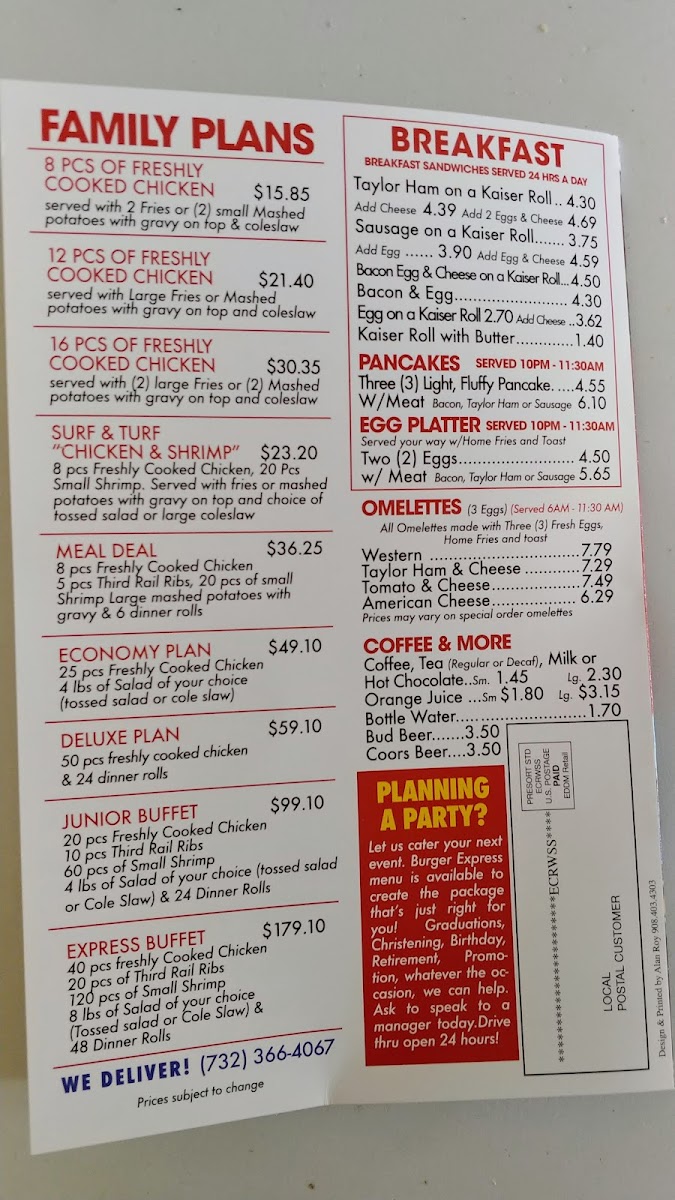 FAMILY PLANS
8 PCS OF FRESHLY
COOKED CHICKEN $15.85
served with 2 Fries or (2) small Mashed
potatoes with gravy on top & coleslaw
12 PCS OF FRESHLY
COOKED CHICKEN $21.40
served with Large Fries or Mashed
potatoes with gravy on top and coleslaw
16 PCS OF FRESHLY
COOKED CHICKEN $30.35
served with (2) large Fries or (2) Mashed
potatoes with gravy on top and coleslaw
SURF & TURF
"CHICKEN & SHRIMP" $23.20
8 pcs Freshly Cooked Chicken, 20 Pcs
Small Shrimp. Served with fries or mashed
potatoes with gravy on top and choice of
tossed salad or large coleslaw
MEAL DEAL $36.25
8 pcs Freshly Cooked Chicken
5 pcs Third Rail Ribs, 20 pcs of small
Shrimp Large mashed potatoes with
gravy & 6 dinner rolls
ECONOMY PLAN $49.10
25 pcs Freshly Cooked Chicken
4 lbs of Salad of your choice
(tossed salad or cole slaw)
DELUXE PLAN $59.10
50 pcs freshly cooked chicken
& 24 dinner rolls
JUNIOR BUFFET $99.10
20 pcs Freshly Cooked Chicken
10 pcs Third Rail Ribs
60 pcs of Small Shrimp
4 lbs of Salad of your choice (tossed salad
or Cole Slaw) & 24 Dinner Rolls
EXPRESS BUFFET $179.10
40 pcs freshly Cooked Chicken
20 pcs of Third Rail Ribs
120 pcs of Small Shrimp
8 lbs of Salad of your choice
(Tossed salad or Cole Slaw) &
48 Dinner Rolls
WE DELIVER! (732) 366-4067
Prices subject to change
BREAKFAST
BREAKFAST SANDWICHES SERVED 24 HRS A DAY
Taylor Ham on a Kaiser Roll.. 4.30
Add Cheese 4.39 Add 2 Eggs & Cheese 4.69
Sausage on a Kaiser Roll....... 3.75
Add Egg ...... 3.90 Add Egg & Cheese 4.59
Bacon Egg & Cheese on a Kaiser Roll...4.50
Bacon & Egg........................ 4.30
Egg on a Kaiser Roll 2.70 Add Cheese ..3.62
Kaiser Roll with Butter...........1.40
PANCAKES SERVED 10PM - 11:30AM
Three (3) Light, Fluffy Pancake.....4.55
W/Meat Bacon, Taylor Ham or Sausage 6.10
EGG PLATTER SERVED 10PM - 11:30AM
Served your way w/Home Fries and Toast
Two (2) Eggs........................ 4.50
w/ Meat Bacon, Taylor Ham or Sausage 5.65
OMELETTES (3 Eggs) (Served 6AM - 11:30 AM)
All Omelettes made with Three (3) Fresh Eggs,
Home Fries and toast
Western ..............................7.79
Taylor Ham & Cheese ...........7.29
Tomato & Cheese.................7.49
American Cheese................. 6.29
Prices may vary on special order omelettes
COFFEE & MORE
Coffee, Tea (Regular or Decaf), Milk or
Hot Chocolate..Sm. 1.45 Lg. 2.30
Orange Juice ...Sm $1.80 Lg. $3.15
Bottle Water..........................1.70
Bud Beer.......3.50
Coors Beer....3.50
PLANNING
A PARTY?
Let us cater your next
event. Burger Express
menu is available to
create the package
that's just right for
you! Graduations,
Christening, Birthday,
Retirement, Promo-
tion, whatever the oc-
casion, we can help.
Ask to speak to a
manager today.Drive
thru open 24 hours!
PRESORT STD
ECRWSS
U.S. POSTAGE
PAID
EDDM Retail
********************ECRWSS****
LOCAL
POSTAL CUSTOMER
Design & Printed by Alan Roy 908.403.4303